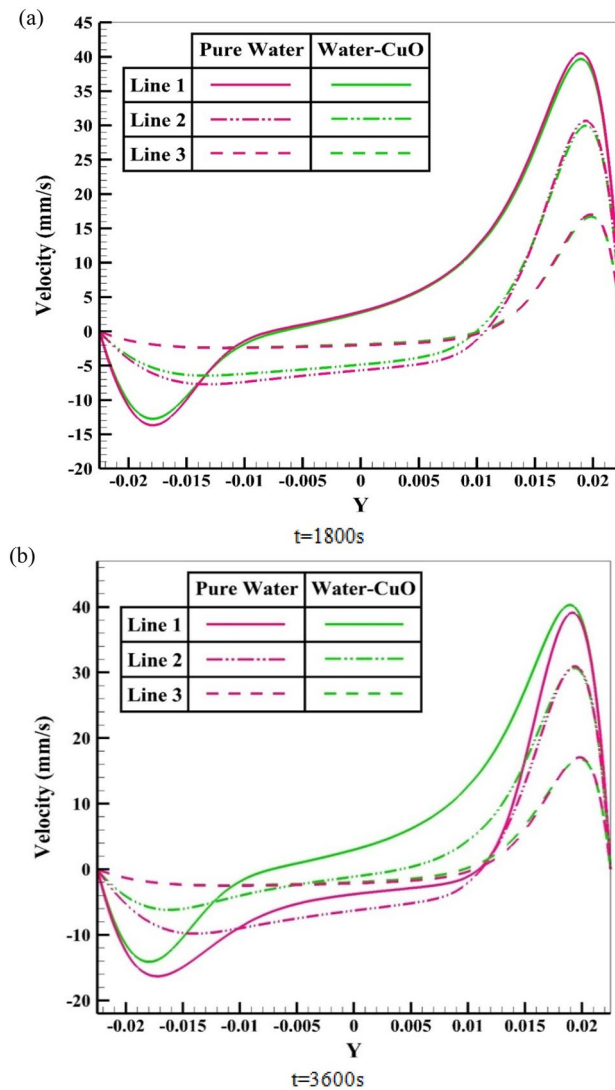 (a)
45
40
35
30
25
20
15
10
5
0
-5
-10
-15
-20
Velocity (mm/s)
Pure Water Water-CuO
Line 1
Line 2
Line 3
-0.02 -0.015 -0.01 -0.005 0 0.005 0.01 0.015 0.02
Y
t=1800s
(b)
40
30
20
10
0
-10
-20
Velocity (mm/s)
Pure Water Water-CuO
Line 1
Line 2
Line 3
-0.02 -0.015 -0.01 -0.005 0 0.005 0.01 0.015 0.02
Y
t=3600s